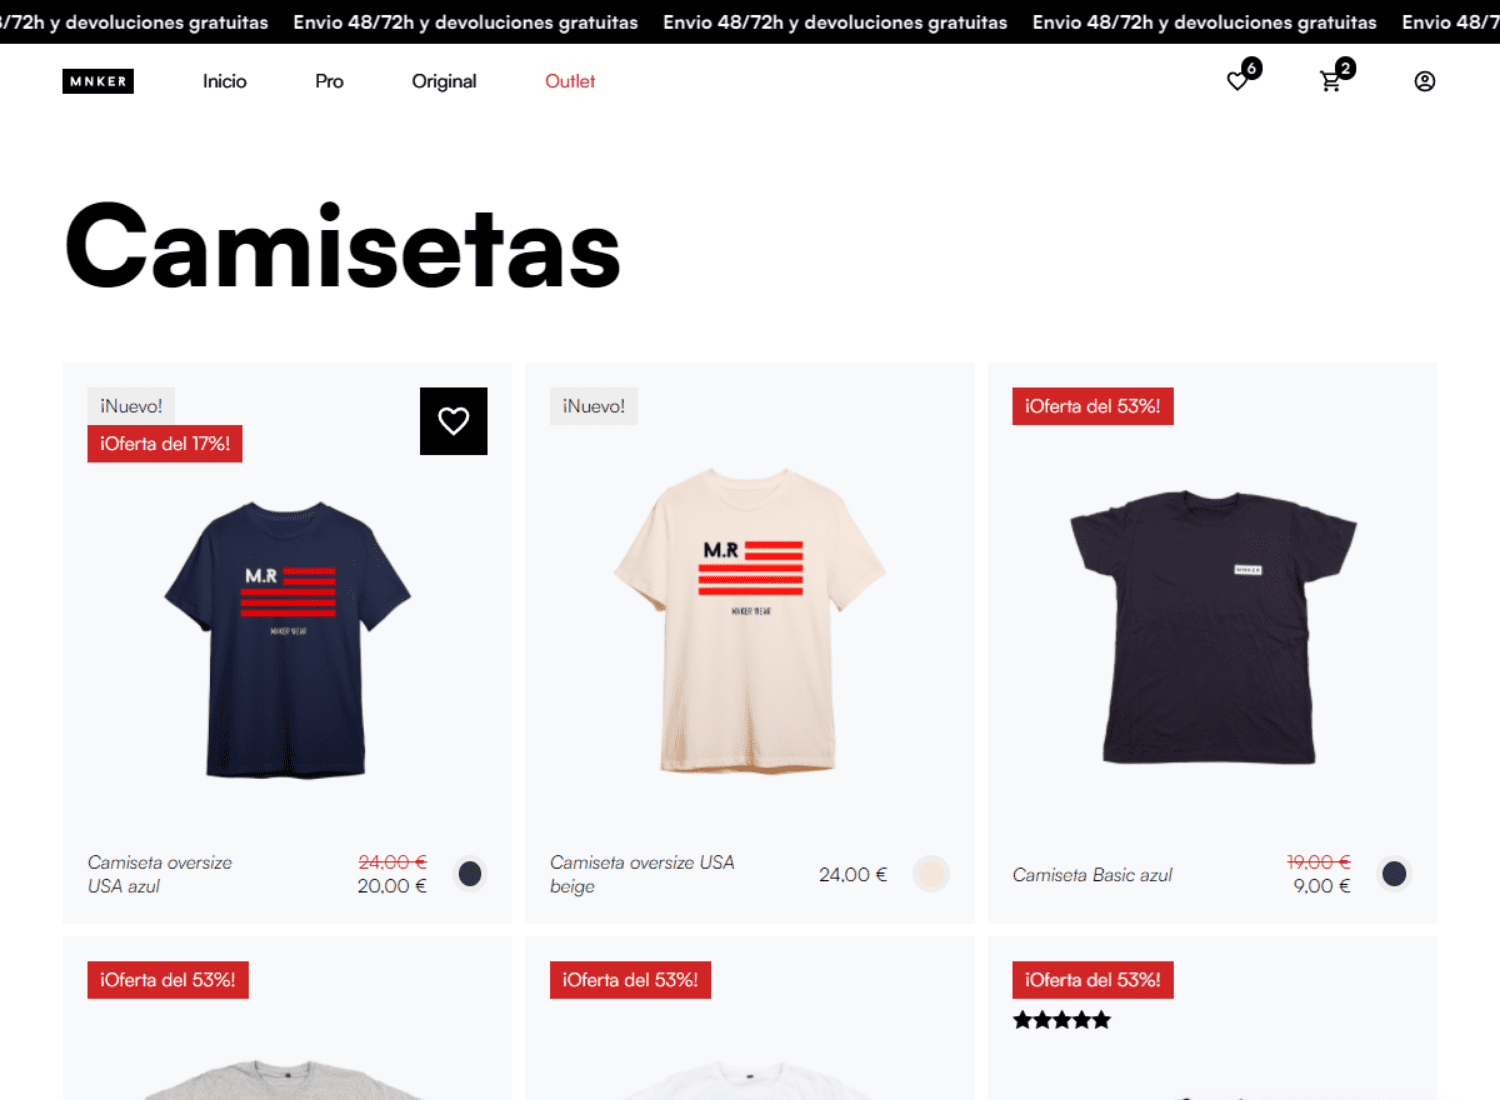 8/72h y devoluciones gratuitas Envio 48/72h y devoluciones gratuitas Envio 48/72h y devoluciones gratuitas Envio 48/72h y devoluciones gratuitas Envio 48/7
MNKER Inicio Pro Original Outlet 6 2
Camisetas
¡Nuevo!
¡Oferta del 17%!
M.R
MNKER WEAR
Camiseta oversize
USA azul
24,00 €
20,00 €
¡Nuevo!
M.R
MNKER WEAR
Camiseta oversize USA
beige
24,00 €
¡Oferta del 53%!
MNKER
Camiseta Basic azul
19,00 €
9,00 €
¡Oferta del 53%!
¡Oferta del 53%!
¡Oferta del 53%!